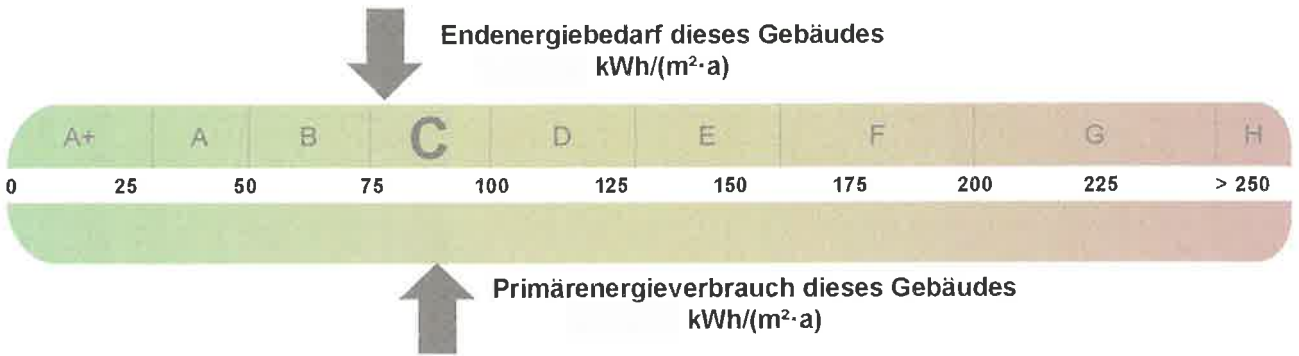 Endenergiebedarf dieses Gebäudes
kWh/(m²·a)
A+ A B C D E F G H
0 25 50 75 100 125 150 175 200 225 > 250
Primärenergieverbrauch dieses Gebäudes
kWh/(m²·a)